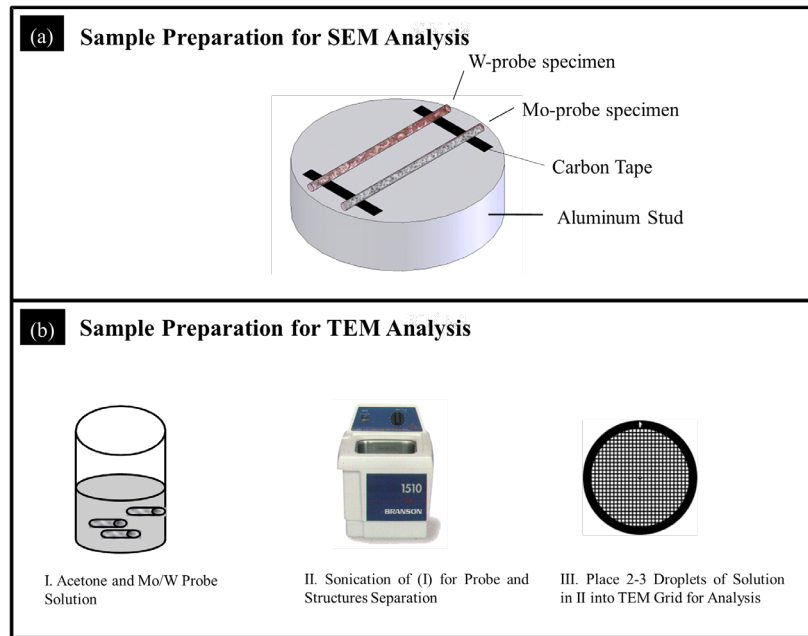 (a) Sample Preparation for SEM Analysis
W-probe specimen
Mo-probe specimen
Carbon Tape
Aluminum Stud
(b) Sample Preparation for TEM Analysis
1510
BRANSON
I. Acetone and Mo/W Probe
Solution
II. Sonication of (I) for Probe and
Structures Separation
III. Place 2-3 Droplets of Solution
in II into TEM Grid for Analysis